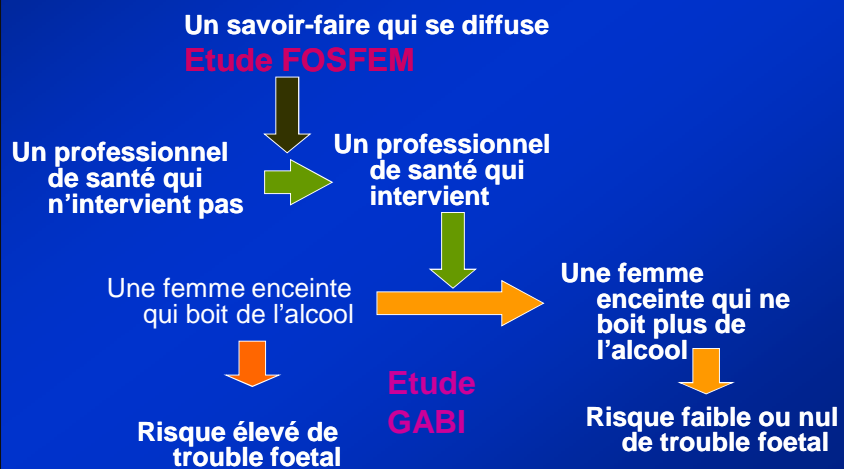 Un savoir-faire qui se diffuse
Etude FOSFEM
Un professionnel
de santé qui
n'intervient pas
Un professionnel
de santé qui
intervient
Une femme enceinte
qui boit de l'alcool
Une femme
enceinte qui ne
boit plus de
l'alcool
Etude
GABI
Risque élevé de
trouble foetal
Risque faible ou nul
de trouble foetal